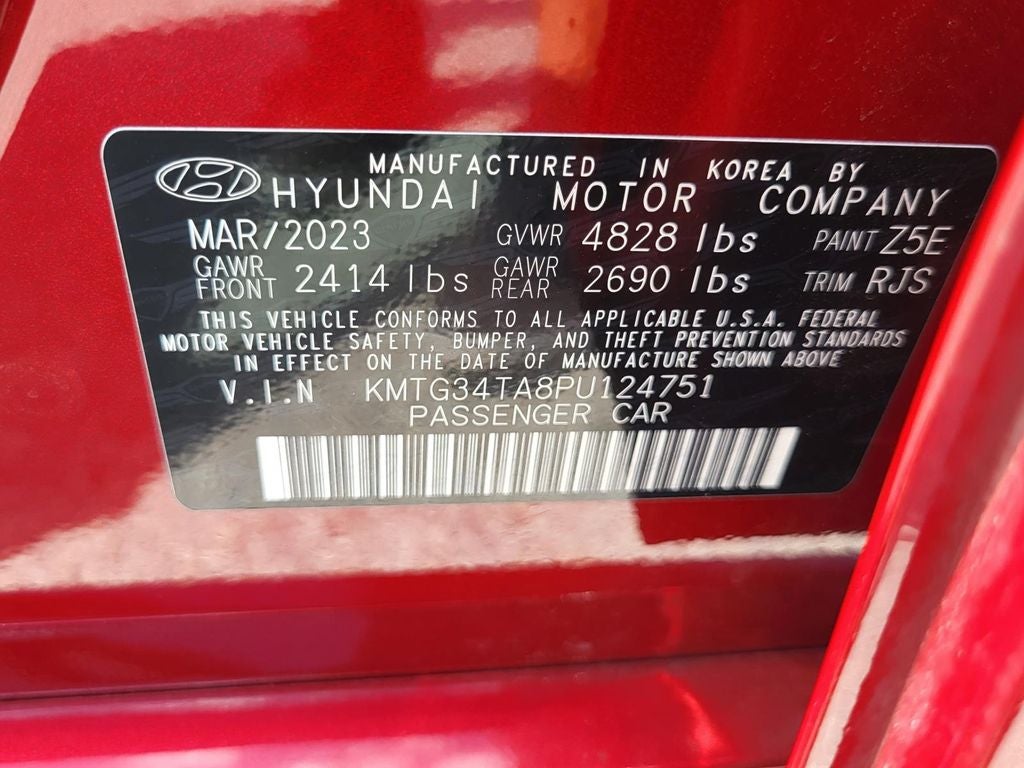 MANUFACTURED IN KOREA BY
HYUNDAI MOTOR COMPANY
MAR/2023 GVWR 4828 lbs PAINT Z5E
GAWR FRONT 2414 lbs GAWR REAR 2690 lbs TRIM RJS
THIS VEHICLE CONFORMS TO ALL APPLICABLE U.S.A. FEDERAL
MOTOR VEHICLE SAFETY, BUMPER, AND THEFT PREVENTION STANDARDS
IN EFFECT ON THE DATE OF MANUFACTURE SHOWN ABOVE
V.I.N KMTG34TA8PU124751
PASSENGER CAR